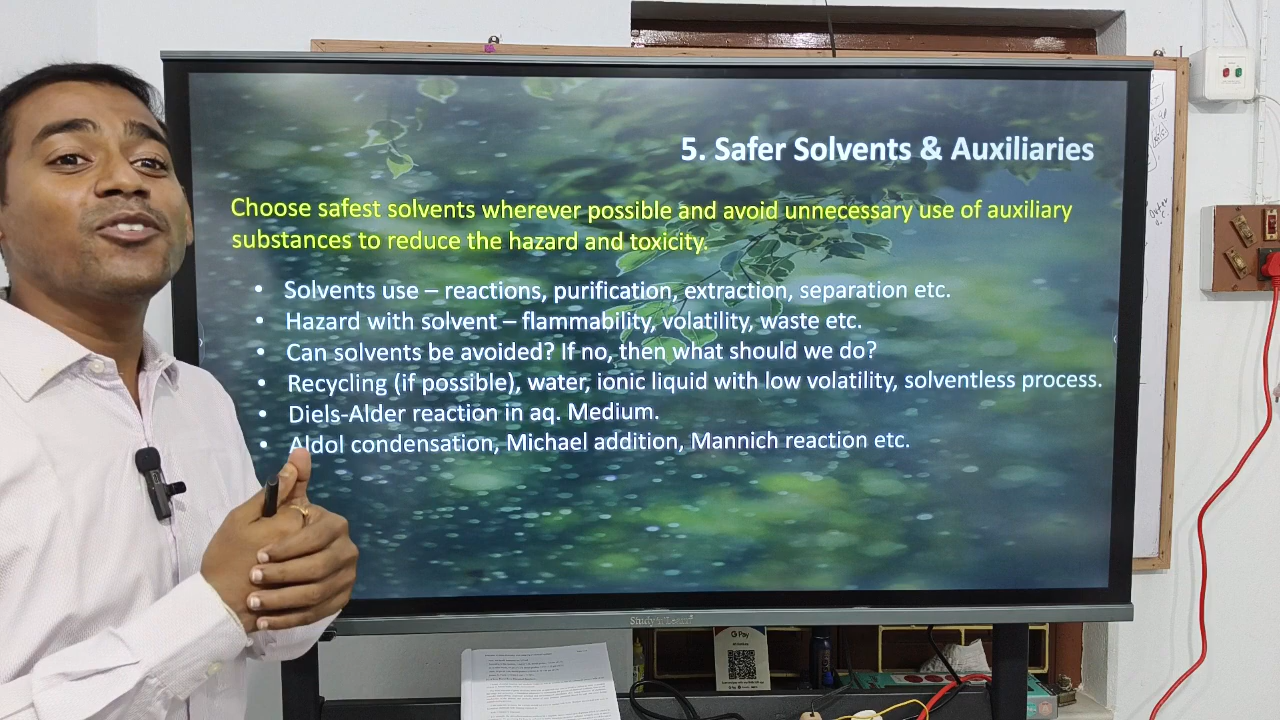 5. Safer Solvents & Auxiliaries
Choose safest solvents wherever possible and avoid unnecessary use of auxiliary
substances to reduce the hazard and toxicity.
• Solvents use – reactions, purification, extraction, separation etc.
• Hazard with solvent – flammability, volatility, waste etc.
• Can solvents be avoided? If no, then what should we do?
• Recycling (if possible), water, ionic liquid with low volatility, solventless process.
• Diels-Alder reaction in aq. Medium.
• Aldol condensation, Michael addition, Mannich reaction etc.
Study n Learn
G Pay